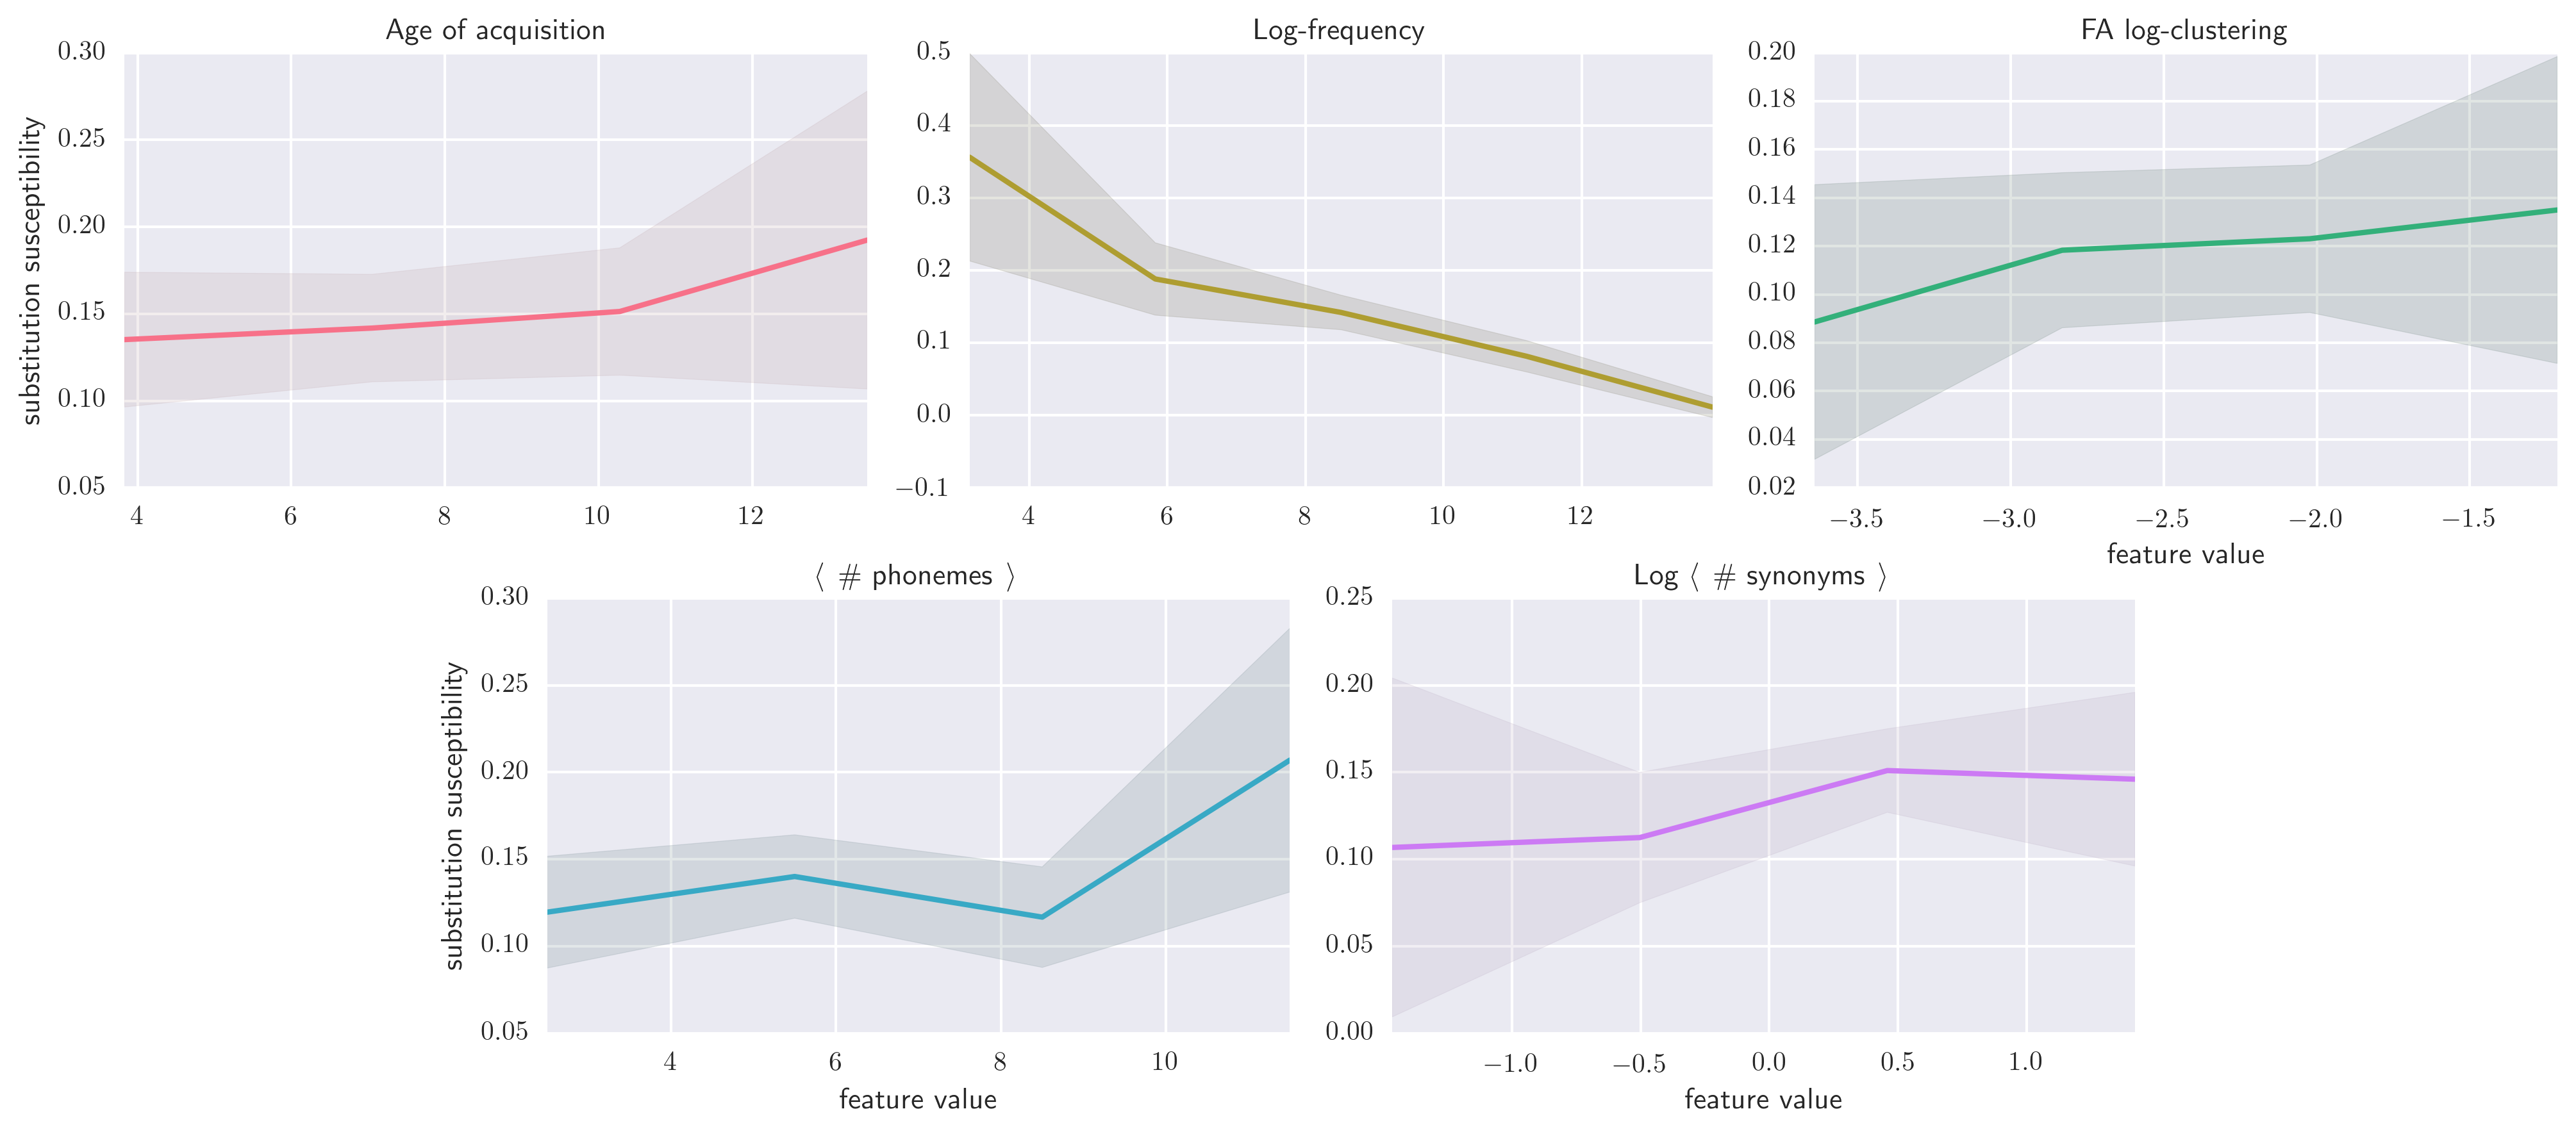 Age of acquisition
Log-frequency
FA log-clustering
substitution susceptibility
0.30
0.25
0.20
0.15
0.10
0.05
4 6 8 10 12
0.5
0.4
0.3
0.2
0.1
0.0
−0.1
4 6 8 10 12
0.20
0.18
0.16
0.14
0.12
0.10
0.08
0.06
0.04
0.02
−3.5 −3.0 −2.5 −2.0 −1.5
feature value
⟨ # phonemes ⟩
Log ⟨ # synonyms ⟩
substitution susceptibility
0.30
0.25
0.20
0.15
0.10
0.05
4 6 8 10
feature value
0.25
0.20
0.15
0.10
0.05
0.00
−1.0 −0.5 0.0 0.5 1.0
feature value